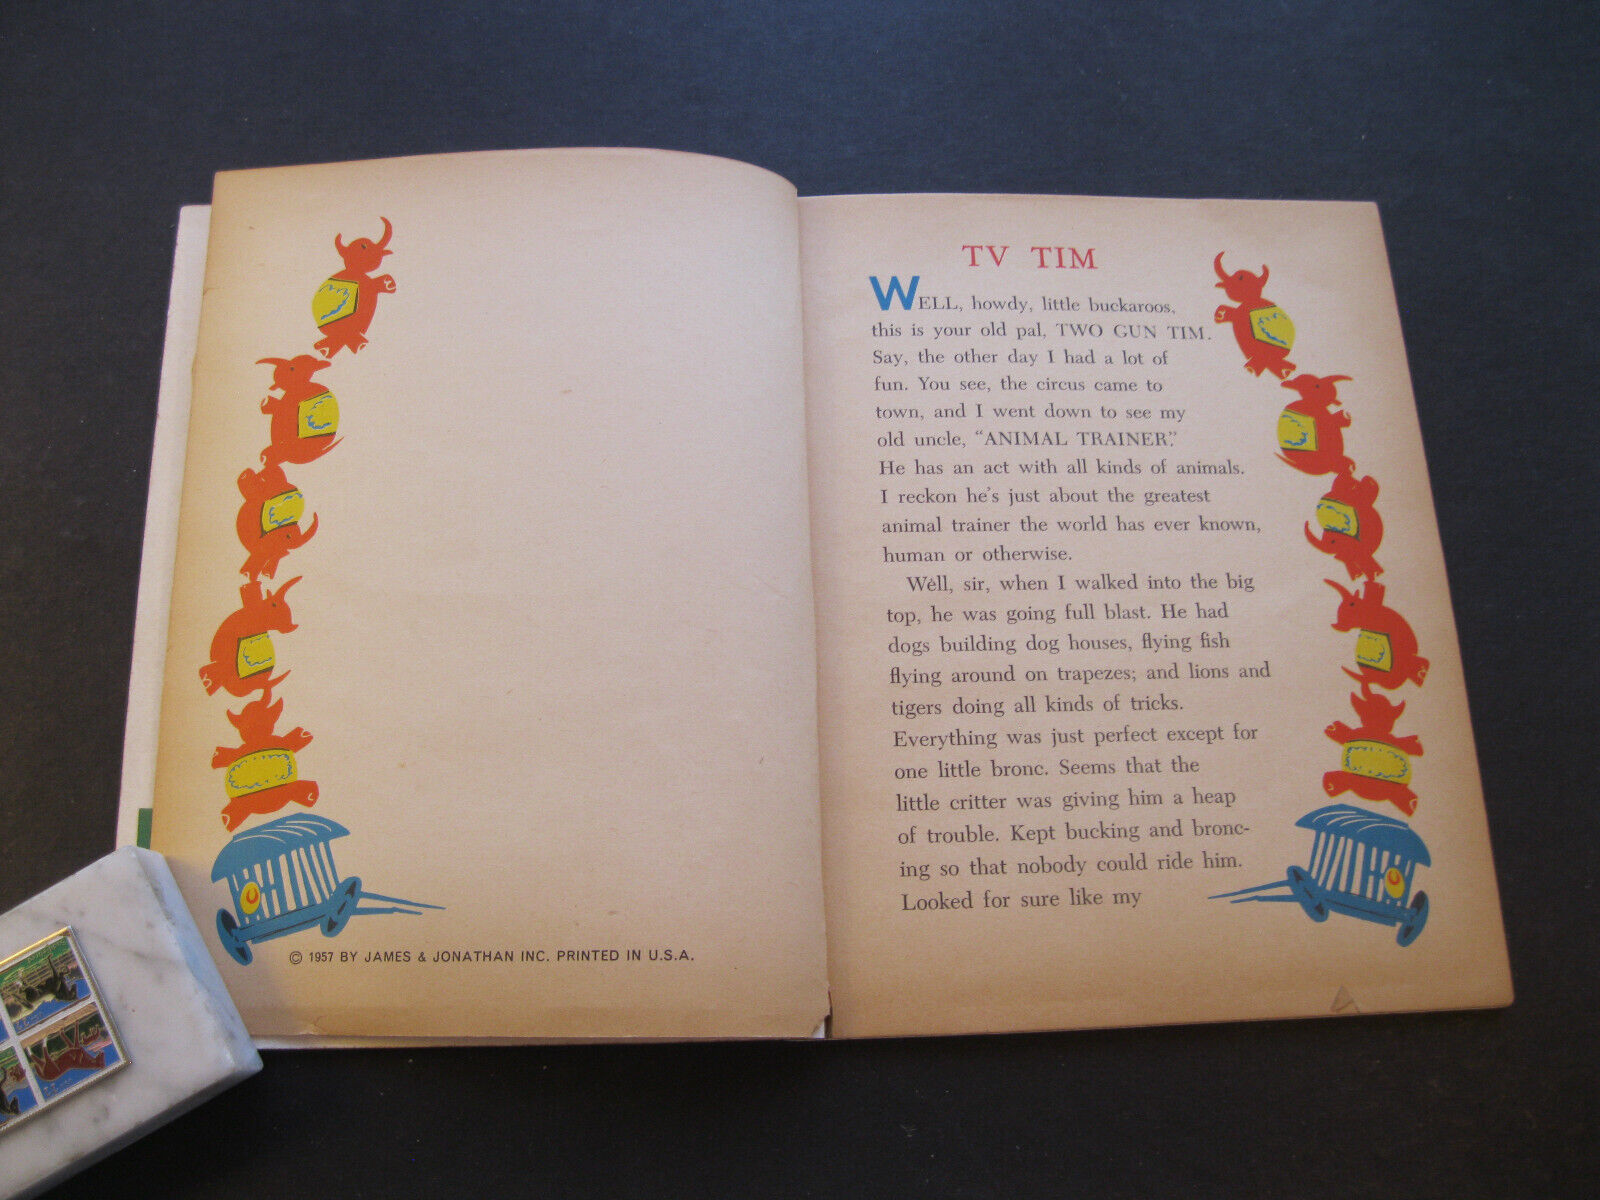 © 1957 BY JAMES & JONATHAN INC. PRINTED IN U.S.A.
TV TIM
WELL, howdy, little buckaroos,
this is your old pal, TWO GUN TIM.
Say, the other day I had a lot of
fun. You see, the circus came to
town, and I went down to see my
old uncle, “ANIMAL TRAINER.”
He has an act with all kinds of animals.
I reckon he's just about the greatest
animal trainer the world has ever known,
human or otherwise.
Well, sir, when I walked into the big
top, he was going full blast. He had
dogs building dog houses, flying fish
flying around on trapezes; and lions and
tigers doing all kinds of tricks.
Everything was just perfect except for
one little bronc. Seems that the
little critter was giving him a heap
of trouble. Kept bucking and bronc-
ing so that nobody could ride him.
Looked for sure like my